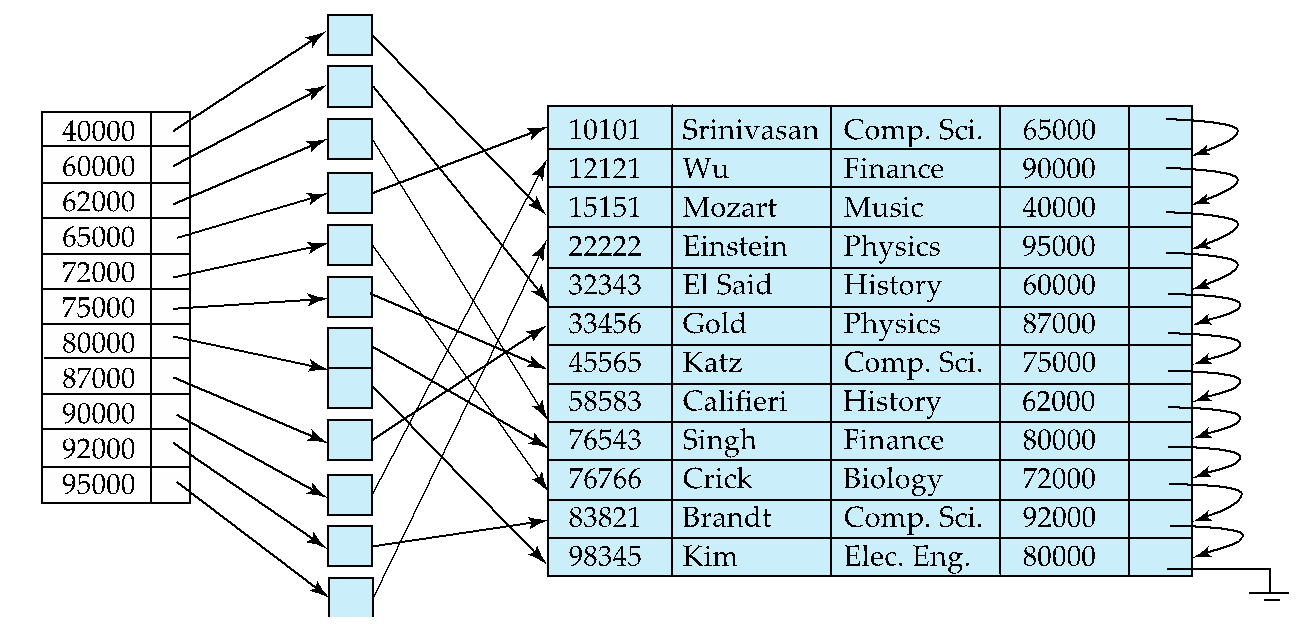 40000
60000
62000
65000
72000
75000
80000
87000
90000
92000
95000
10101 Srinivasan Comp. Sci. 65000
12121 Wu Finance 90000
15151 Mozart Music 40000
22222 Einstein Physics 95000
32343 El Said History 60000
33456 Gold Physics 87000
45565 Katz Comp. Sci. 75000
58583 Califieri History 62000
76543 Singh Finance 80000
76766 Crick Biology 72000
83821 Brandt Comp. Sci. 92000
98345 Kim Elec. Eng. 80000